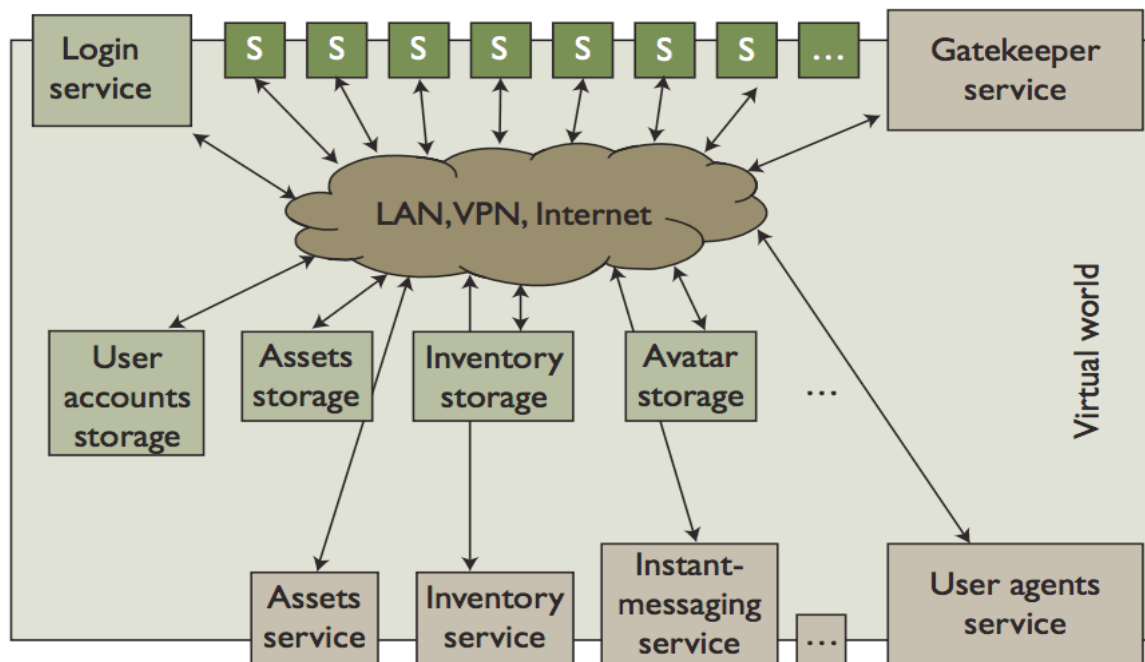 Login
service
S
S
S
S
S
S
S
...
Gatekeeper
service
LAN, VPN, Internet
User
accounts
storage
Assets
storage
Inventory
storage
Avatar
storage
...
Virtual world
Assets
service
Inventory
service
Instant-
messaging
service
...
User agents
service